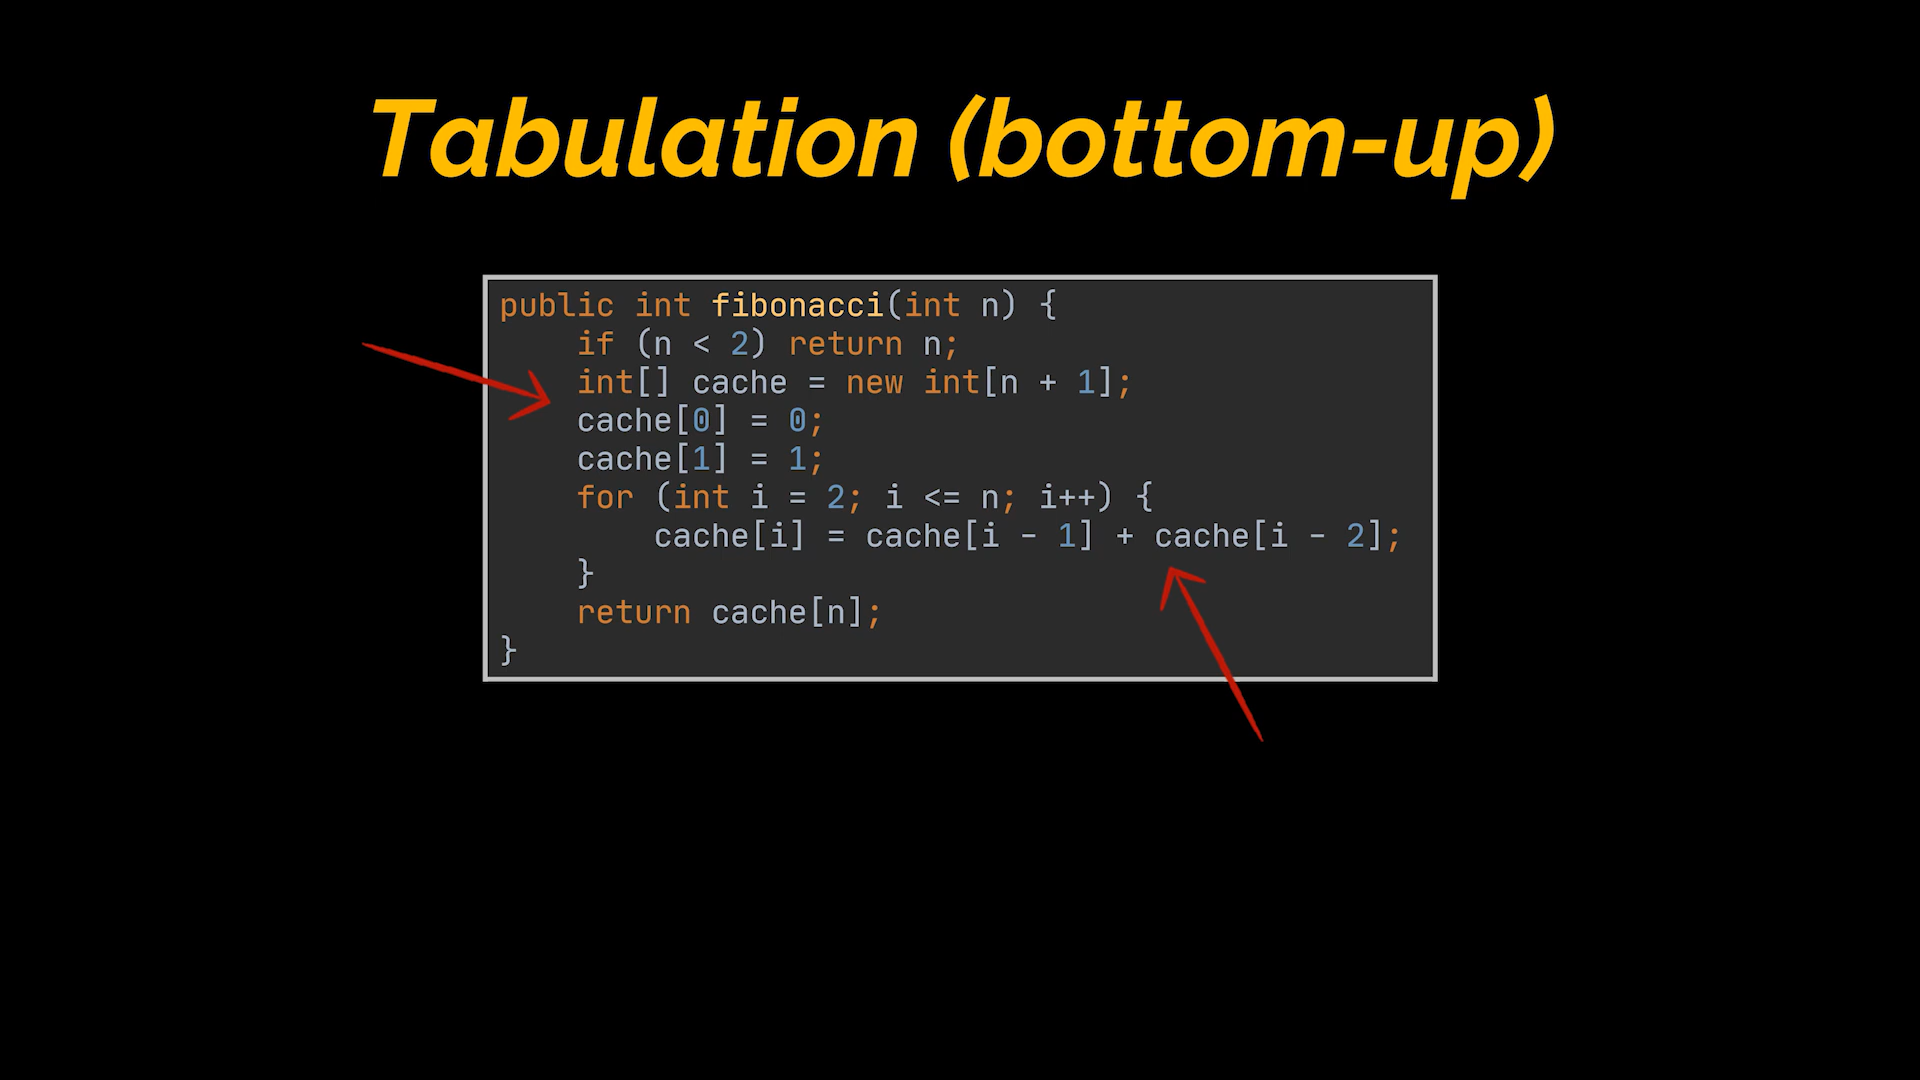 Tabulation (bottom-up)
public int fibonacci(int n) {
    if (n < 2) return n;
    int[] cache = new int[n + 1];
    cache[0] = 0;
    cache[1] = 1;
    for (int i = 2; i <= n; i++) {
        cache[i] = cache[i - 1] + cache[i - 2];
    }
    return cache[n];
}